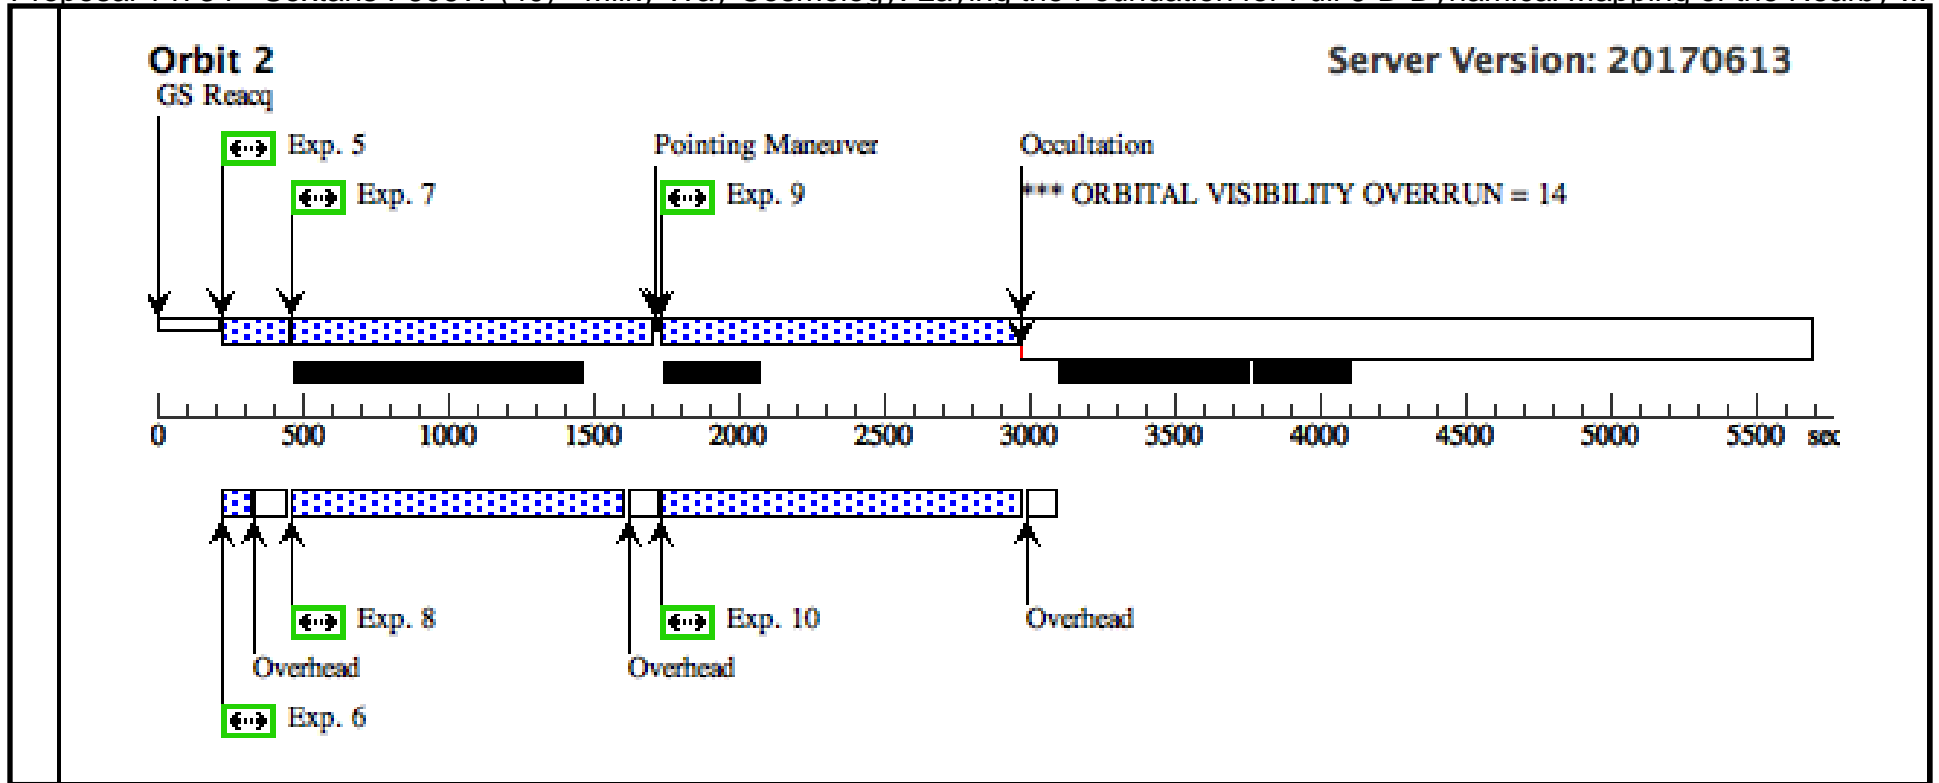 Orbit 2
Server Version: 20170613
GS Reacq
Exp. 5
Pointing Maneuver
Occultation
Exp. 7
Exp. 9
*** ORBITAL VISIBILITY OVERRUN = 14
0 500 1000 1500 2000 2500 3000 3500 4000 4500 5000 5500 sec
Exp. 8
Exp. 10
Overhead
Overhead
Overhead
Exp. 6